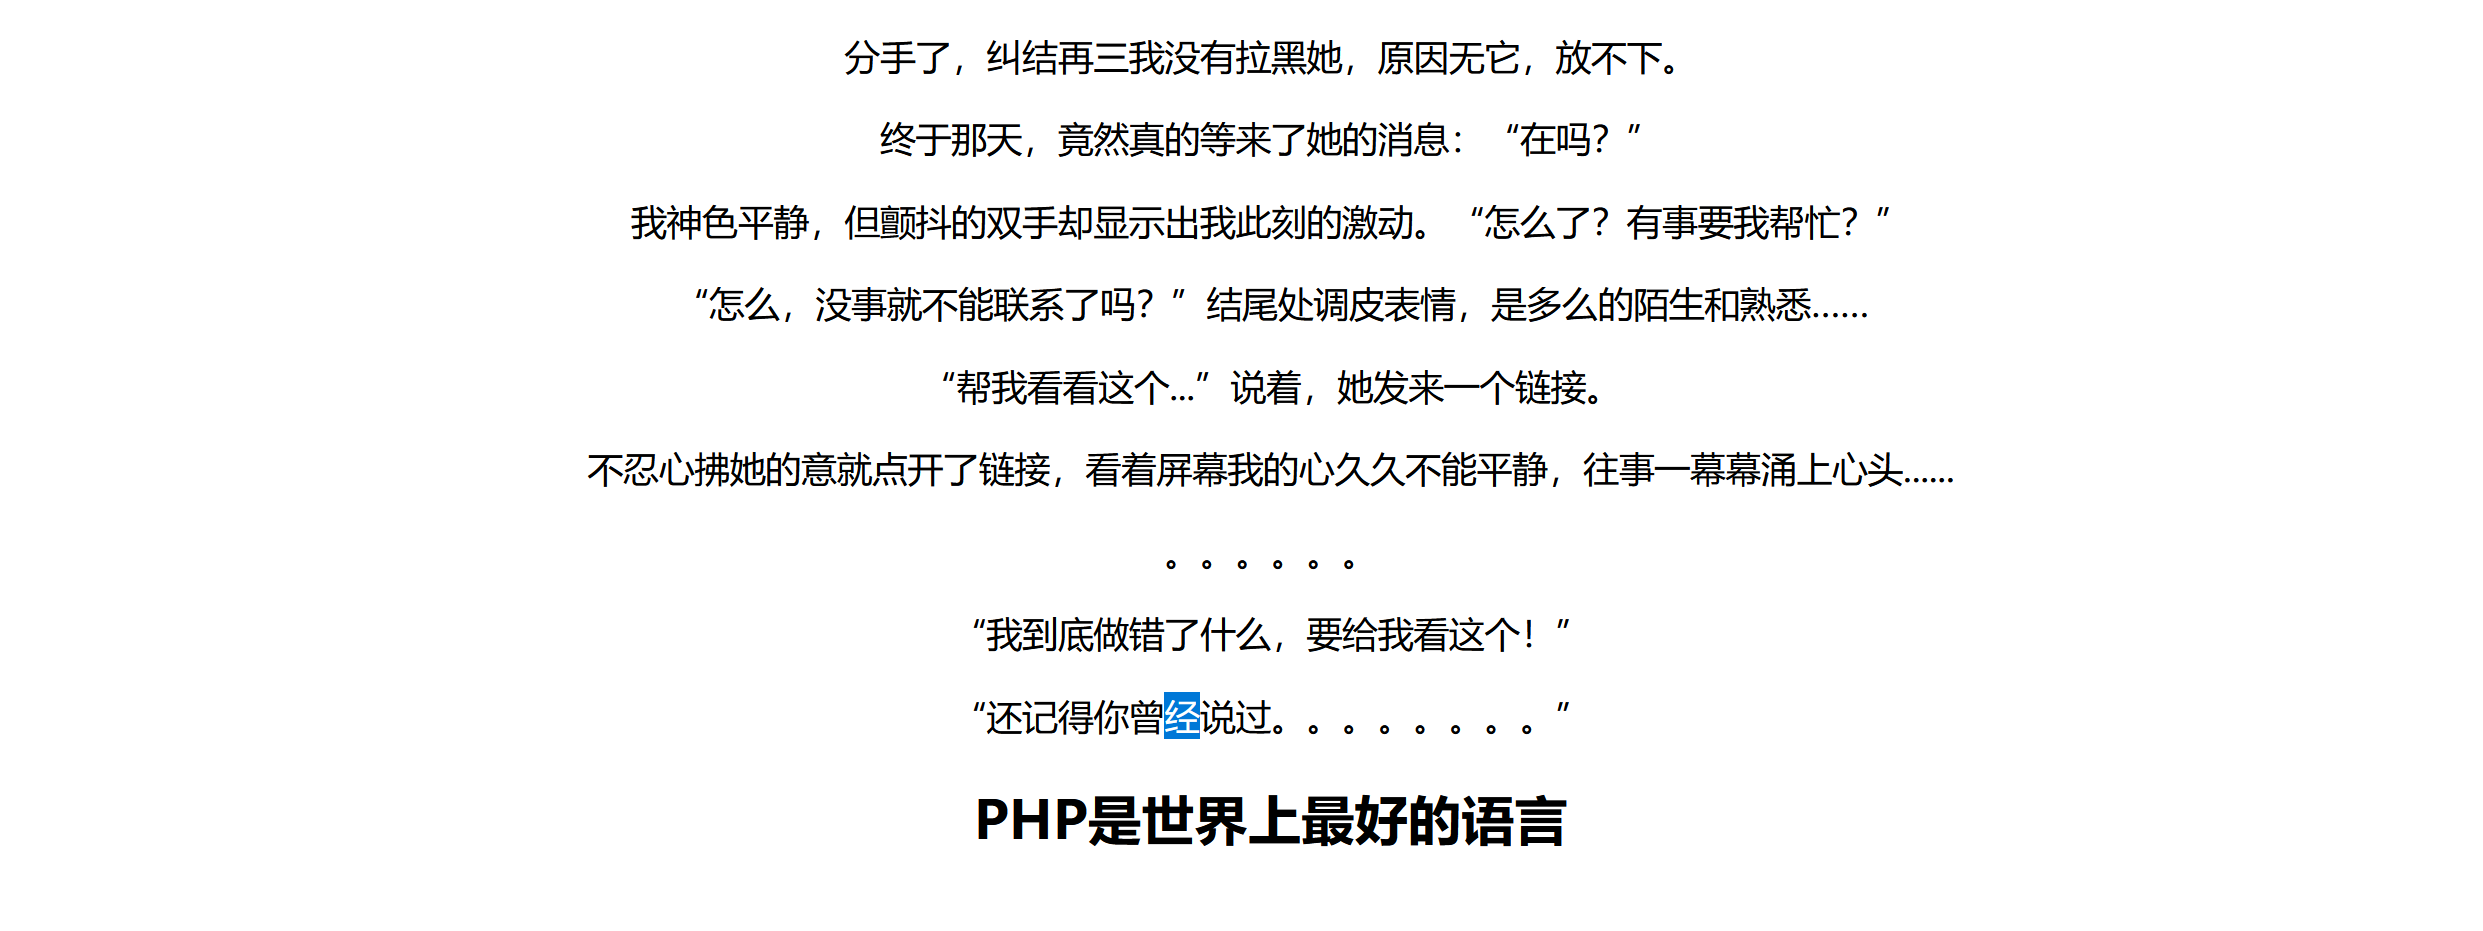 分手了，纠结再三我没有拉黑她，原因无它，放不下。
终于那天，竟然真的等来了她的消息：“在吗？”
我神色平静，但颤抖的双手却显示出我此刻的激动。“怎么了？有事要我帮忙？”
“怎么，没事就不能联系了吗？”结尾处调皮表情，是多么的陌生和熟悉……
“帮我看看这个...”说着，她发来一个链接。
不忍心拂她的意就点开了链接，看着屏幕我的心久久不能平静，往事一幕幕涌上心头......
。。。。。。
“我到底做错了什么，要给我看这个！”
“还记得你曾经说过。。。。。。。。”
PHP是世界上最好的语言